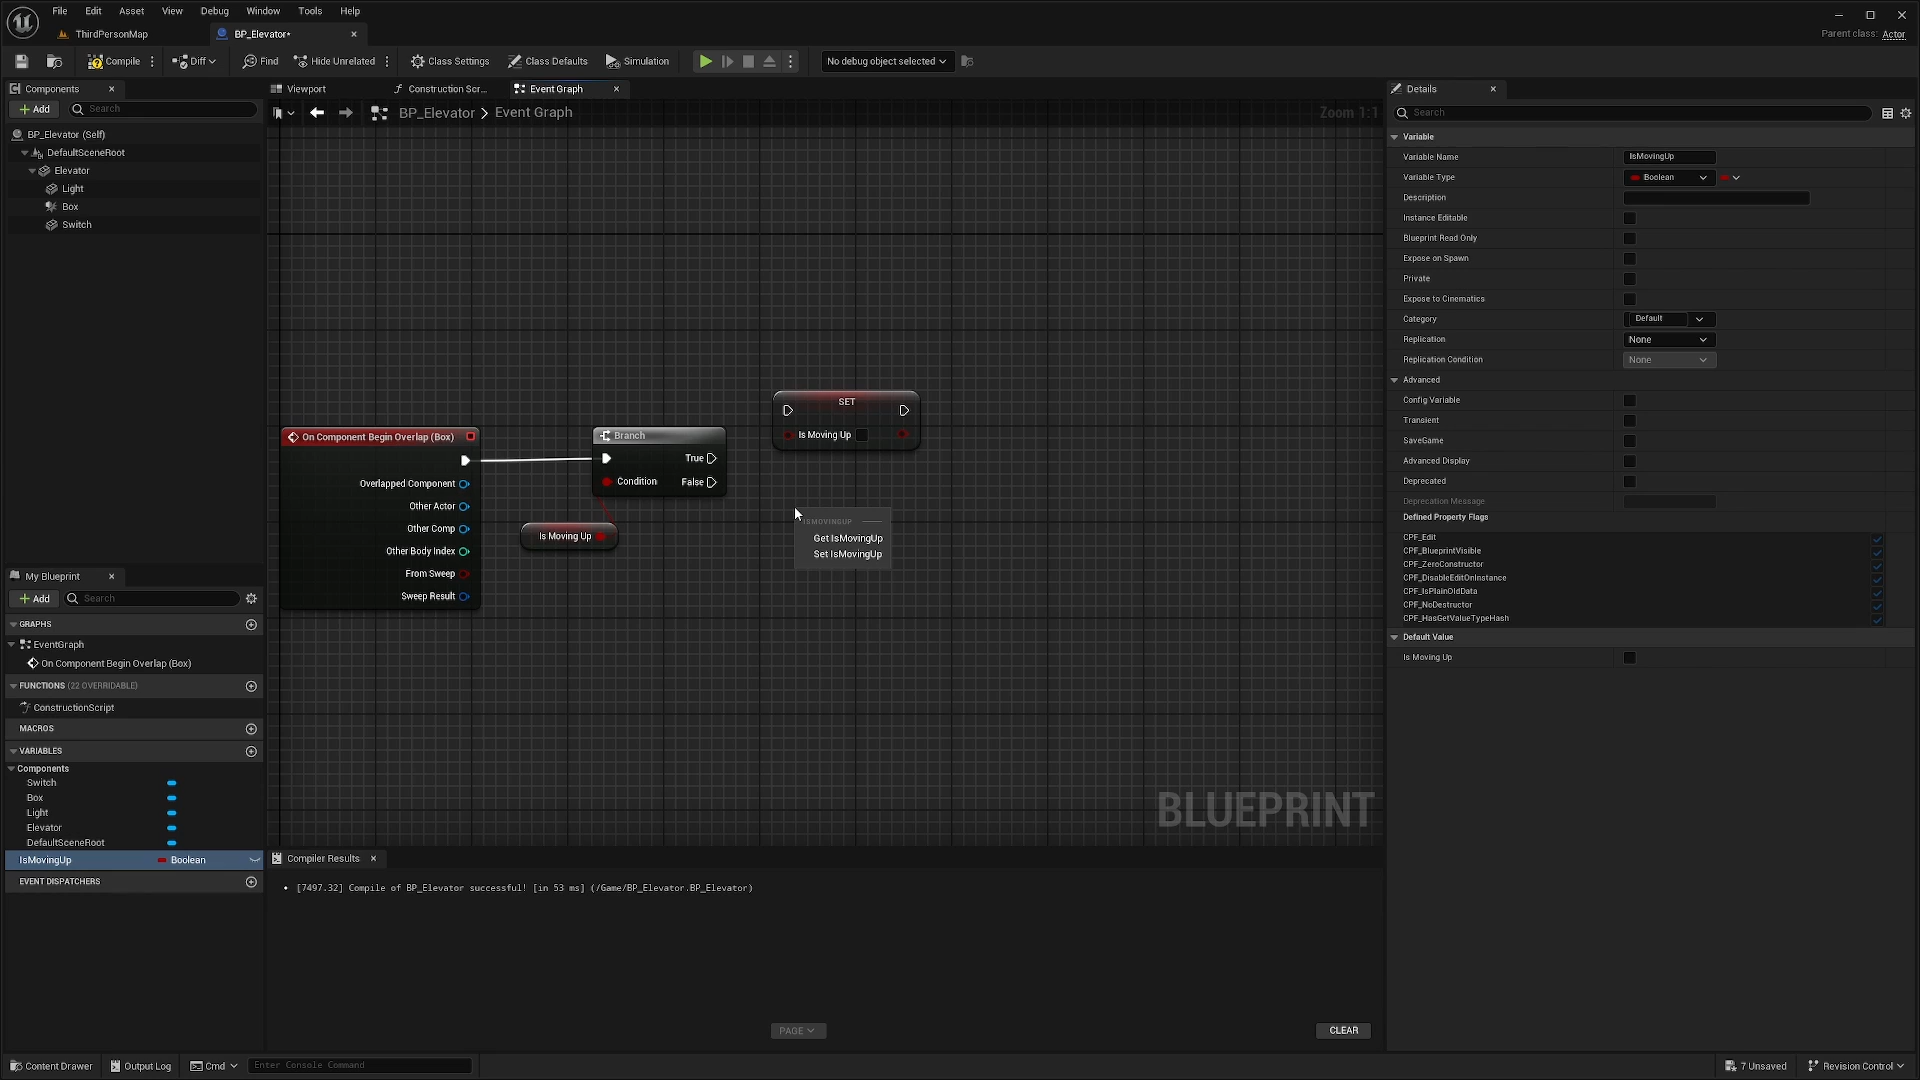 File Edit Asset View Debug Window Tools Help
ThirdPersonMap BP_Elevator*
Parent class: Actor
Compile Diff Find Hide Unrelated Class Settings Class Defaults Simulation No debug object selected
Components
Add Search
BP_Elevator (Self)
DefaultSceneRoot
Elevator
Light
Box
Switch
My Blueprint
Add Search
GRAPHS
EventGraph
On Component Begin Overlap (Box)
FUNCTIONS (22 OVERRIDABLE)
ConstructionScript
MACROS
VARIABLES
Components
Switch
Box
Light
Elevator
DefaultSceneRoot
IsMovingUp Boolean
EVENT DISPATCHERS
Viewport Construction Scr... Event Graph
BP_Elevator > Event Graph Zoom 1:1
On Component Begin Overlap (Box)
Overlapped Component
Other Actor
Other Comp
Other Body Index
From Sweep
Sweep Result
Branch
True
Condition False
Is Moving Up
SET
Is Moving Up
ISMOVINGUP
Get IsMovingUp
Set IsMovingUp
BLUEPRINT
Compiler Results
• [7497.32] Compile of BP_Elevator successful! [in 53 ms] (/Game/BP_Elevator.BP_Elevator)
PAGE
CLEAR
Details
Search
Variable
Variable Name IsMovingUp
Variable Type Boolean
Description
Instance Editable
Blueprint Read Only
Expose on Spawn
Private
Expose to Cinematics
Category Default
Replication None
Replication Condition None
Advanced
Config Variable
Transient
SaveGame
Advanced Display
Deprecated
Deprecation Message
Defined Property Flags
CPF_Edit
CPF_BlueprintVisible
CPF_ZeroConstructor
CPF_DisableEditOnInstance
CPF_IsPlainOldData
CPF_NoDestructor
CPF_HasGetValueTypeHash
Default Value
Is Moving Up
Content Drawer Output Log Cmd Enter Console Command 7 Unsaved Revision Control